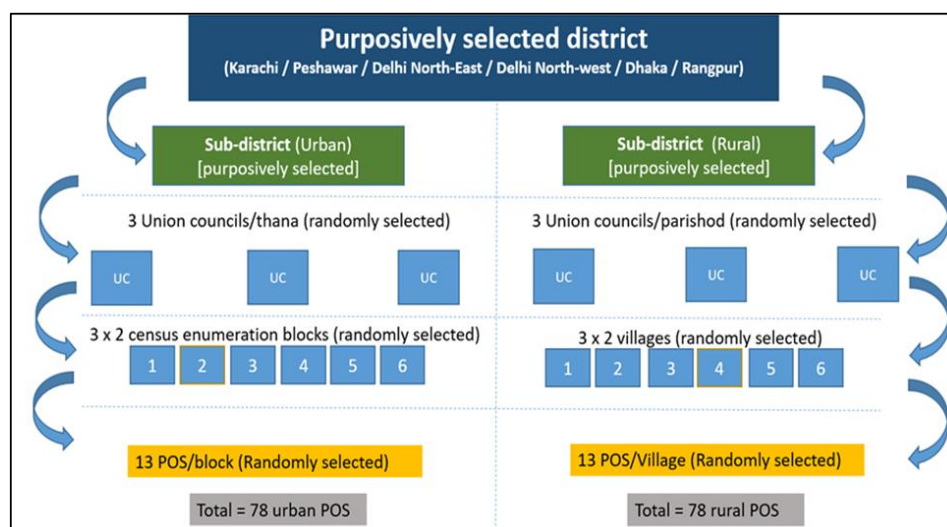 Purposively selected district
(Karachi / Peshawar / Delhi North-East / Delhi North-west / Dhaka / Rangpur)
Sub-district (Urban)
[purposively selected]
Sub-district (Rural)
[purposively selected]
3 Union councils/thana (randomly selected)
3 Union councils/parishod (randomly selected)
UC UC UC
UC UC UC
3 x 2 census enumeration blocks (randomly selected)
1 2 3 4 5 6
3 x 2 villages (randomly selected)
1 2 3 4 5 6
13 POS/block (Randomly selected)
13 POS/Village (Randomly selected)
Total = 78 urban POS
Total = 78 rural POS